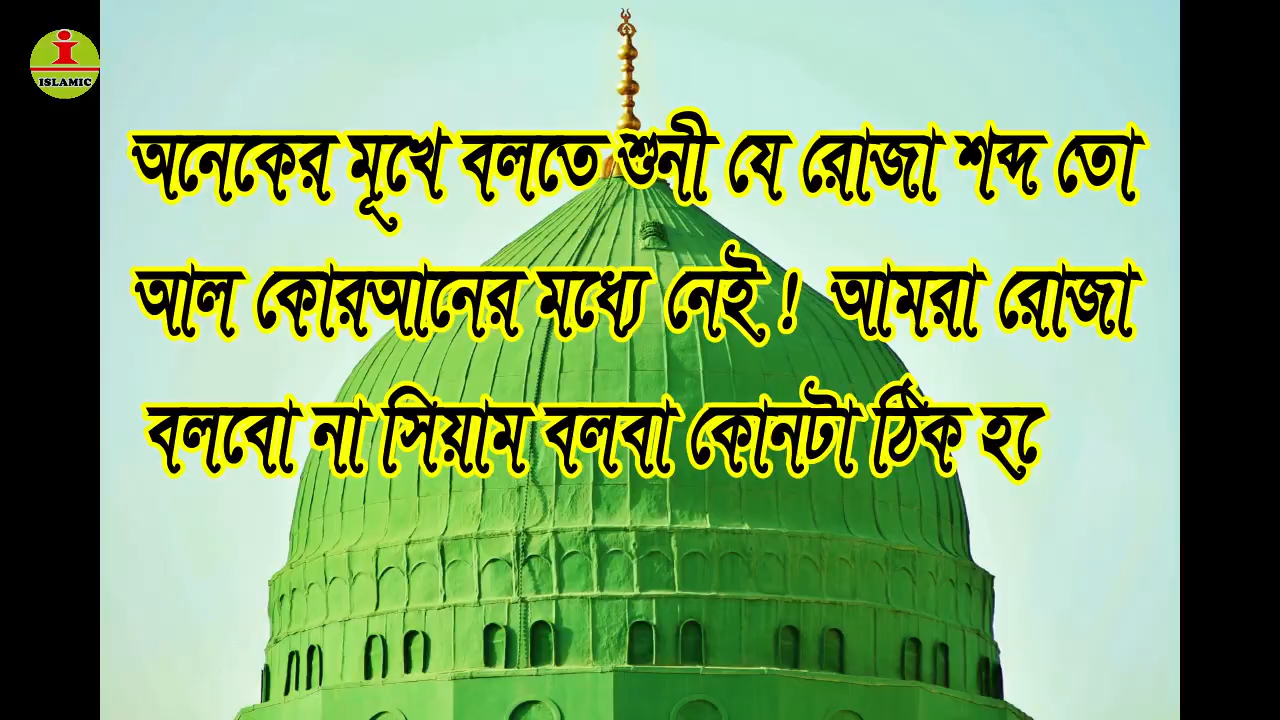 ISLAMIC
অনেকের মূখে বলতে শুনী যে রোজা শব্দ তো
আল কোরআনের মধ্যে নেই ! আমরা রোজা
বলবো না সিয়াম বলবা কোনটা ঠিক হে